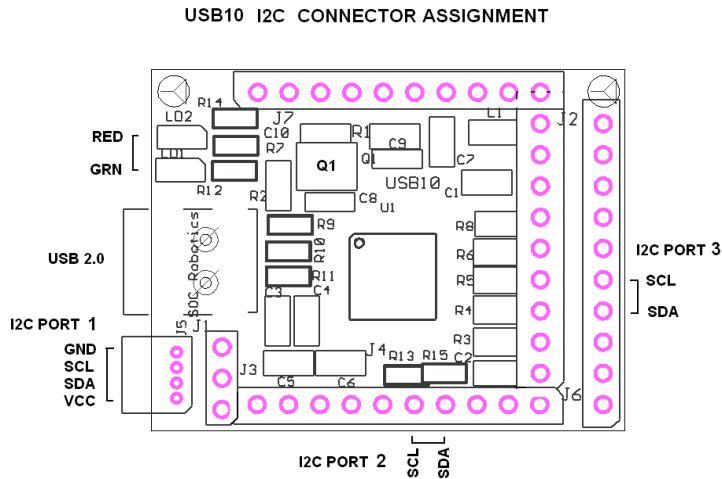 USB10 I2C CONNECTOR ASSIGNMENT
R14
LD2
J7
L1
J2
RED
C10
R1
C9
R7
LD1
Q1
Q1
C7
GRN
R12
R2
C8
USB10
C1
U1
SOC Robotics
R9
R8
R10
R6
I2C PORT 3
USB 2.0
R11
R5
SCL
C3
C4
R4
SDA
I2C PORT 1
J5
J1
R3
GND
J4
SCL
J3
R13
R15
C2
SDA
C5
C6
VCC
J6
I2C PORT 2
SCL
SDA